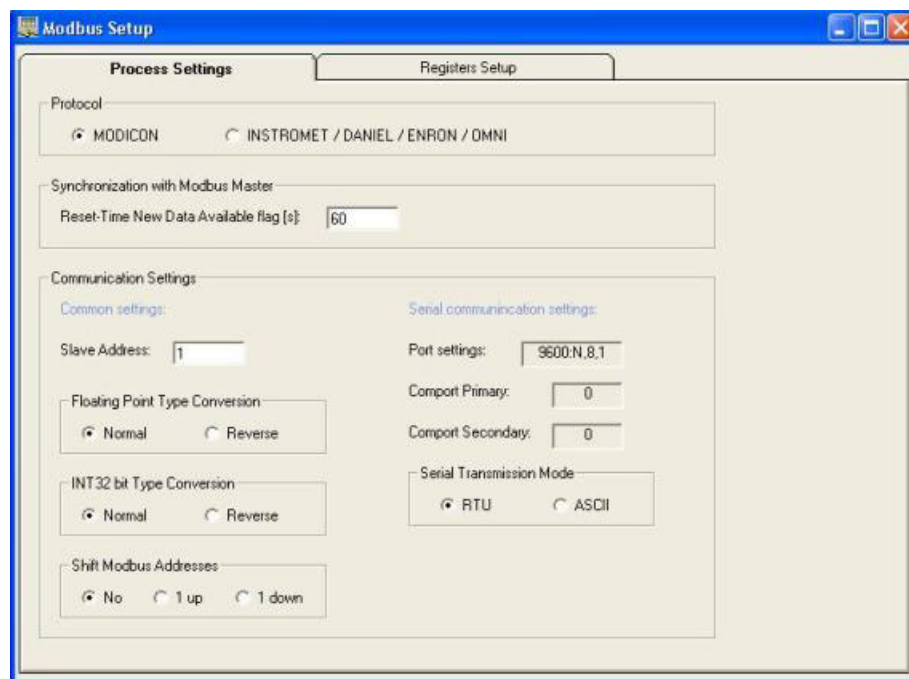 Modbus Setup
Process Settings
Registers Setup
Protocol
MODICON
INSTROMET / DANIEL / ENRON / OMNI
Synchronization with Modbus Master
Reset-Time New Data Available flag [s]: 60
Communication Settings
Common settings:
Slave Address: 1
Floating Point Type Conversion
Normal Reverse
INT32 bit Type Conversion
Normal Reverse
Shift Modbus Addresses
No 1 up 1 down
Serial communincation settings:
Port settings: 9600:N,8,1
Comport Primary: 0
Comport Secondary: 0
Serial Transmission Mode
RTU ASCII